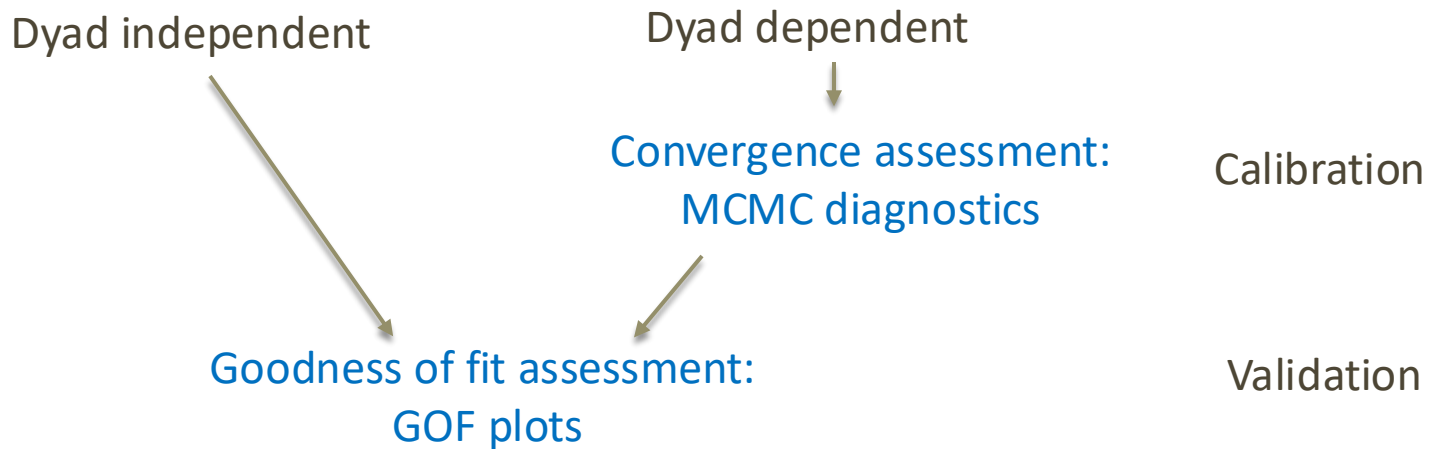 Dyad independent
Dyad dependent
Convergence assessment:
MCMC diagnostics
Calibration
Goodness of fit assessment:
GOF plots
Validation